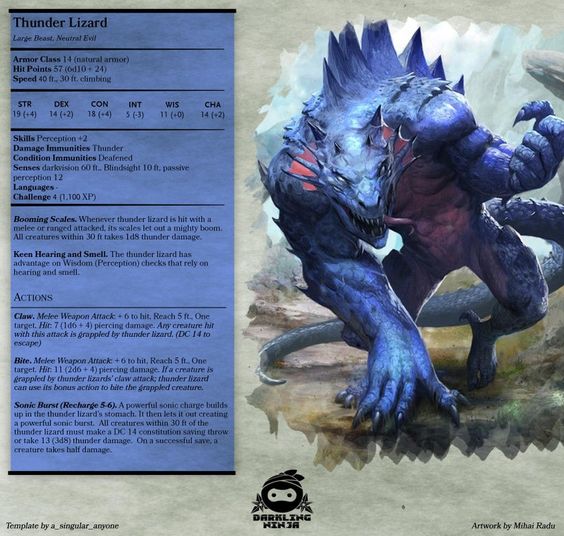 Thunder Lizard
Large Beast, Neutral Evil
Armor Class 14 (natural armor)
Hit Points 57 (6d10 + 24)
Speed 40 ft., 30 ft. climbing
STR DEX CON INT WIS CHA
19 (+4) 14 (+2) 18 (+4) 5 (-3) 11 (+0) 14 (+2)
Skills Perception +2
Damage Immunities Thunder
Condition Immunities Deafened
Senses darkvision 60 ft., Blindsight 10 ft, passive
perception 12
Languages -
Challenge 4 (1,100 XP)
Booming Scales. Whenever thunder lizard is hit with a
melee or ranged attacked, its scales let out a mighty boom.
All creatures within 30 ft takes 1d8 thunder damage.
Keen Hearing and Smell. The thunder lizard has
advantage on Wisdom (Perception) checks that rely on
hearing and smell.
ACTIONS
Claw. Melee Weapon Attack: + 6 to hit, Reach 5 ft., One
target. Hit: 7 (1d6 + 4) piercing damage. Any creature hit
with this attack is grappled by thunder lizard. (DC 14 to
escape)
Bite. Melee Weapon Attack: + 6 to hit, Reach 5 ft., One
target. Hit: 11 (2d6 + 4) piercing damage. If a creature is
grappled by thunder lizards' claw attack; thunder lizard
can use its bonus action to bite the grappled creature.
Sonic Burst (Recharge 5-6). A powerful sonic charge builds
up in the thunder lizard's stomach. It then lets it out creating
a powerful sonic burst. All creatures within 30 ft of the
thunder lizard must make a DC 14 constitution saving throw
or take 13 (3d8) thunder damage. On a successful save, a
creature takes half damage.
DARKLING
NINJA
Template by a_singular_anyone
Artwork by Mihai Radu